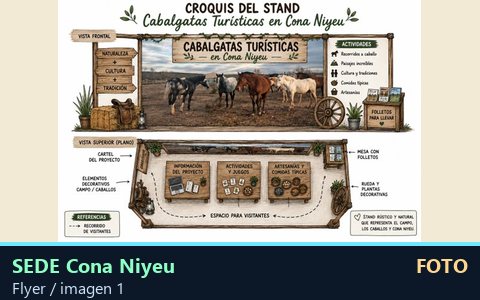 CROQUIS DEL STAND
Cabalgatas Turísticas en Cona Niyeu
VISTA FRONTAL
NATURALEZA
+
CULTURA
+
TRADICIÓN
CABALGATAS TURÍSTICAS
en Cona Niyeu
ACTIVIDADES
Recorridos a caballo
Paisajes increíbles
Cultura y tradiciones
Comidas típicas
Artesanías
FOLLETOS
PARA LLEVAR
VISTA SUPERIOR (PLANO)
CARTEL
DEL PROYECTO
ELEMENTOS
DECORATIVOS
CAMPO / CABALLOS
INFORMACIÓN
DEL PROYECTO
ACTIVIDADES
Y JUEGOS
ARTESANÍAS Y
COMIDAS TÍPICAS
MESA CON
FOLLETOS
RUEDA Y
PLANTAS
DECORATIVAS
ESPACIO PARA VISITANTES
REFERENCIAS
RECORRIDO
DE VISITANTES
STAND RÚSTICO Y NATURAL
QUE REPRESENTA EL CAMPO,
LOS CABALLOS Y CONA NIYEU
SEDE Cona Niyeu
FOTO
Flyer / imagen 1